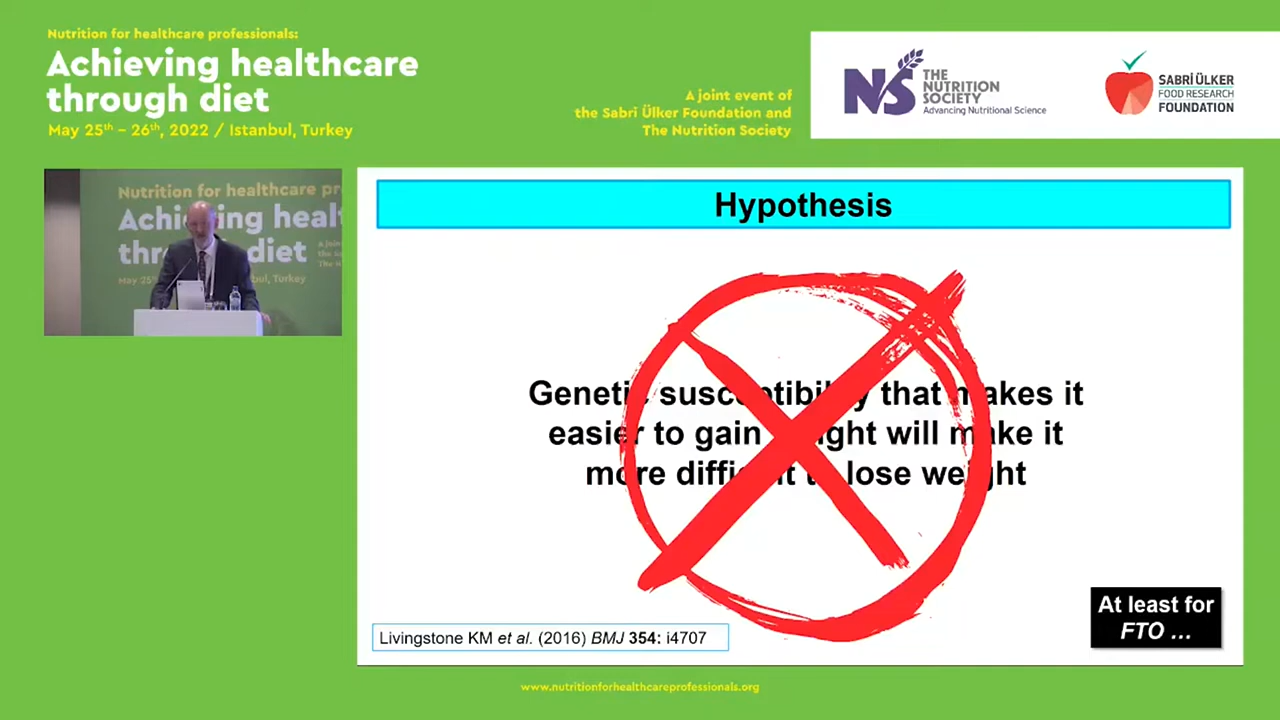 Nutrition for healthcare professionals:
Achieving healthcare
through diet
May 25th – 26th, 2022 / Istanbul, Turkey
A joint event of
the Sabri Ülker Foundation and
The Nutrition Society
NS THE
NUTRITION
SOCIETY
Advancing Nutritional Science
SABRİ ÜLKER
FOOD RESEARCH
FOUNDATION
Nutrition for healthcare pr
Achieving heal
thr diet
Hypothesis
Genetic susceptibility that makes it
easier to gain weight will make it
more difficult to lose weight
Livingstone KM et al. (2016) BMJ 354: i4707
At least for
FTO ...
www.nutritionforhealthcareprofessionals.org